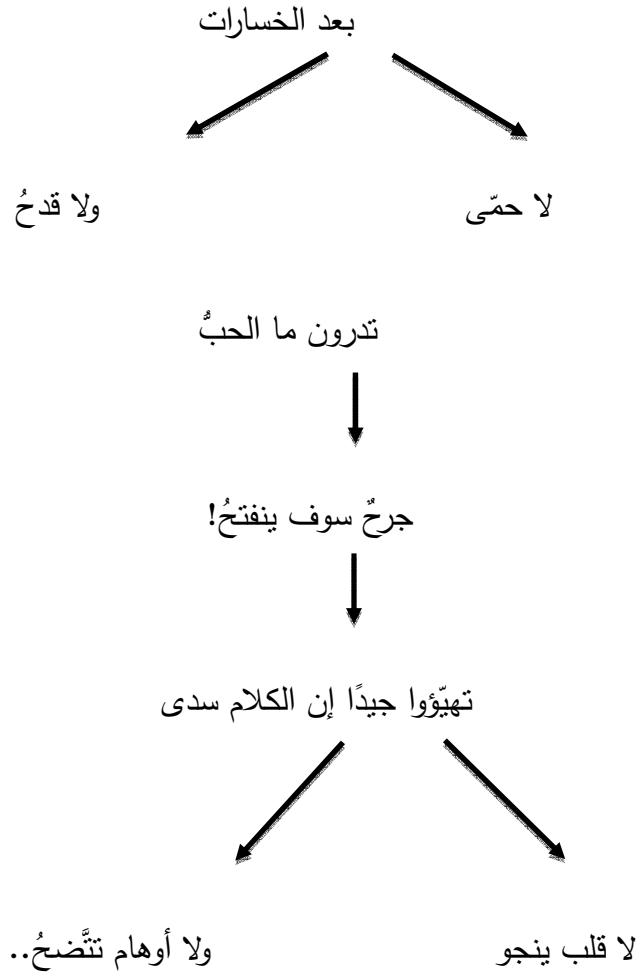 بعد الخسارات
لا حمّى ولا قدحُ
تدرون ما الحبُّ
جرحٌ سوف ينفتحُ!
تهيّؤوا جيدًا إن الكلام سدى
لا قلب ينجو ولا أوهام تتَّضحُ..